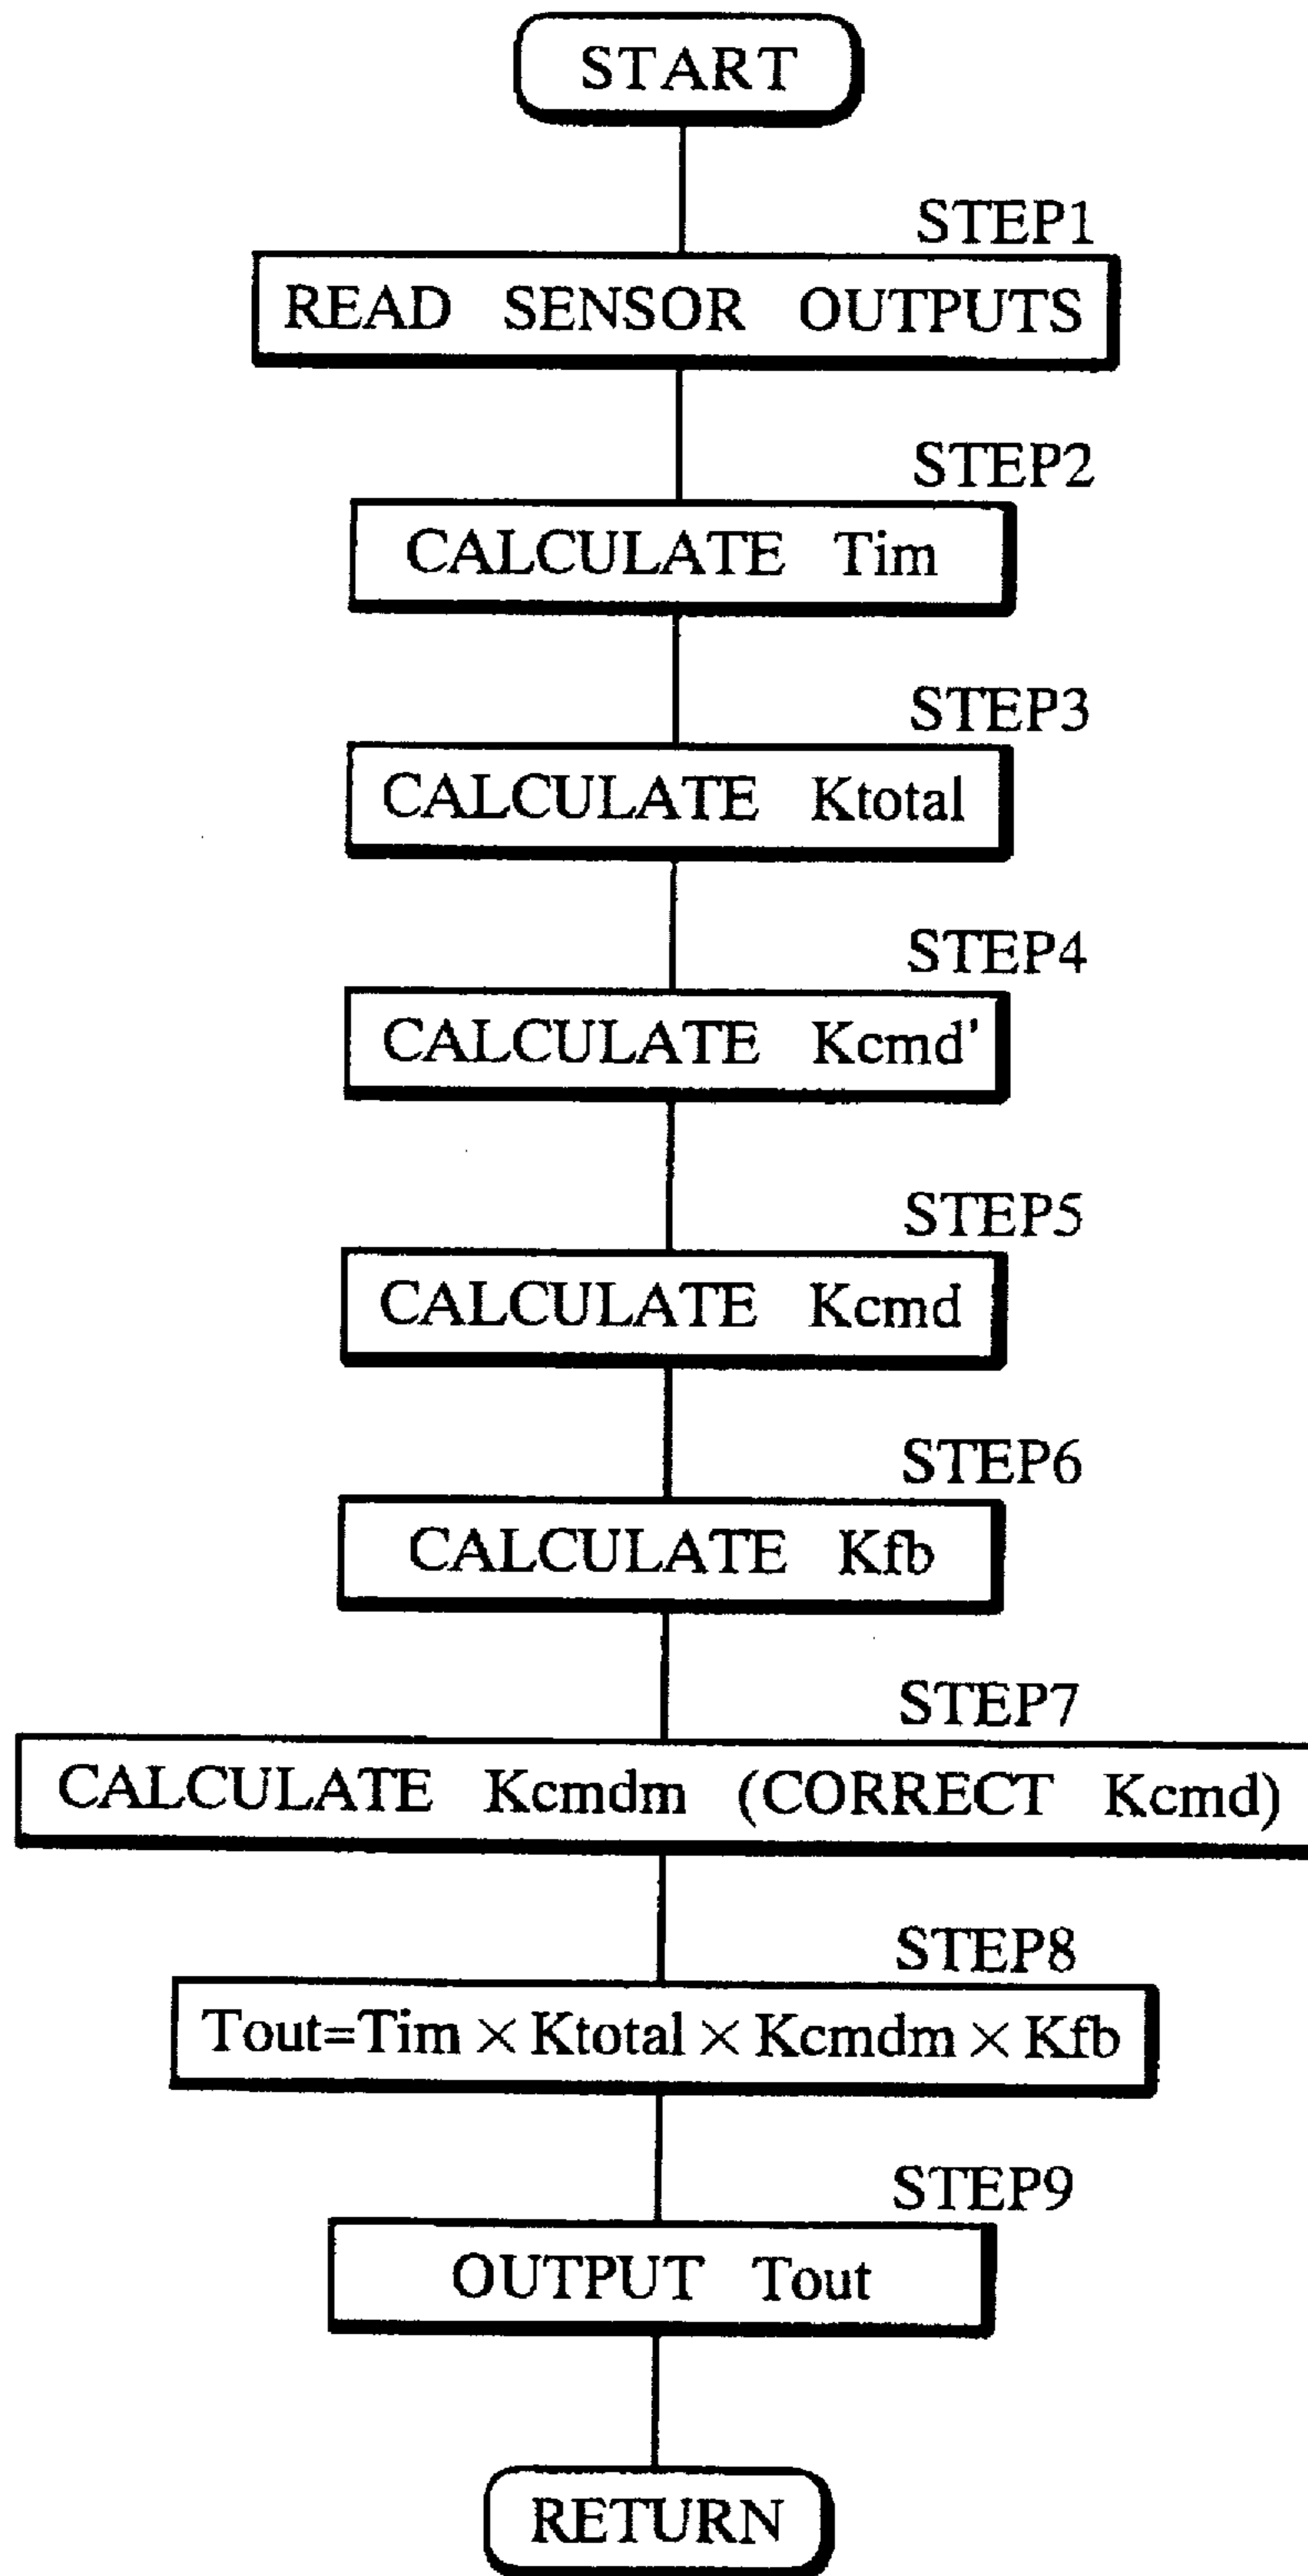 START
STEP1
READ SENSOR OUTPUTS
STEP2
CALCULATE Tim
STEP3
CALCULATE Ktotal
STEP4
CALCULATE Kcmd'
STEP5
CALCULATE Kcmd
STEP6
CALCULATE Kfb
STEP7
CALCULATE Kcmdm (CORRECT Kcmd)
STEP8
Tout=Tim × Ktotal × Kcmdm × Kfb
STEP9
OUTPUT Tout
RETURN